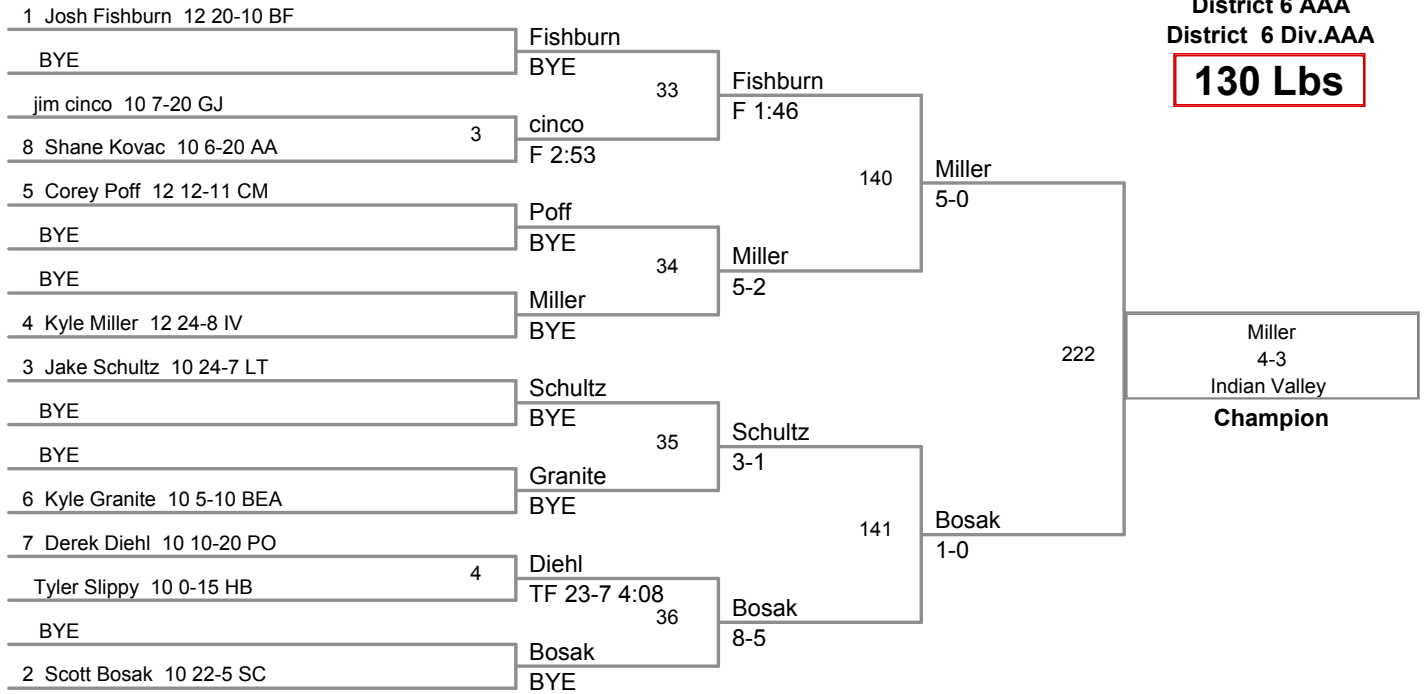 District 6 AAA
District 6 Div.AAA
130 Lbs
1 Josh Fishburn 12 20-10 BF
BYE
jim cinco 10 7-20 GJ
8 Shane Kovac 10 6-20 AA
5 Corey Poff 12 12-11 CM
BYE
BYE
4 Kyle Miller 12 24-8 IV
3 Jake Schultz 10 24-7 LT
BYE
BYE
6 Kyle Granite 10 5-10 BEA
7 Derek Diehl 10 10-20 PO
Tyler Slippy 10 0-15 HB
BYE
2 Scott Bosak 10 22-5 SC
3
4
Fishburn
BYE
cinco
F 2:53
Poff
BYE
Miller
BYE
Schultz
BYE
Granite
BYE
Diehl
TF 23-7 4:08
Bosak
BYE
33
34
35
36
Fishburn
F 1:46
Miller
5-2
Schultz
3-1
Bosak
8-5
140
141
Miller
5-0
Bosak
1-0
222
Miller
4-3
Indian Valley
Champion